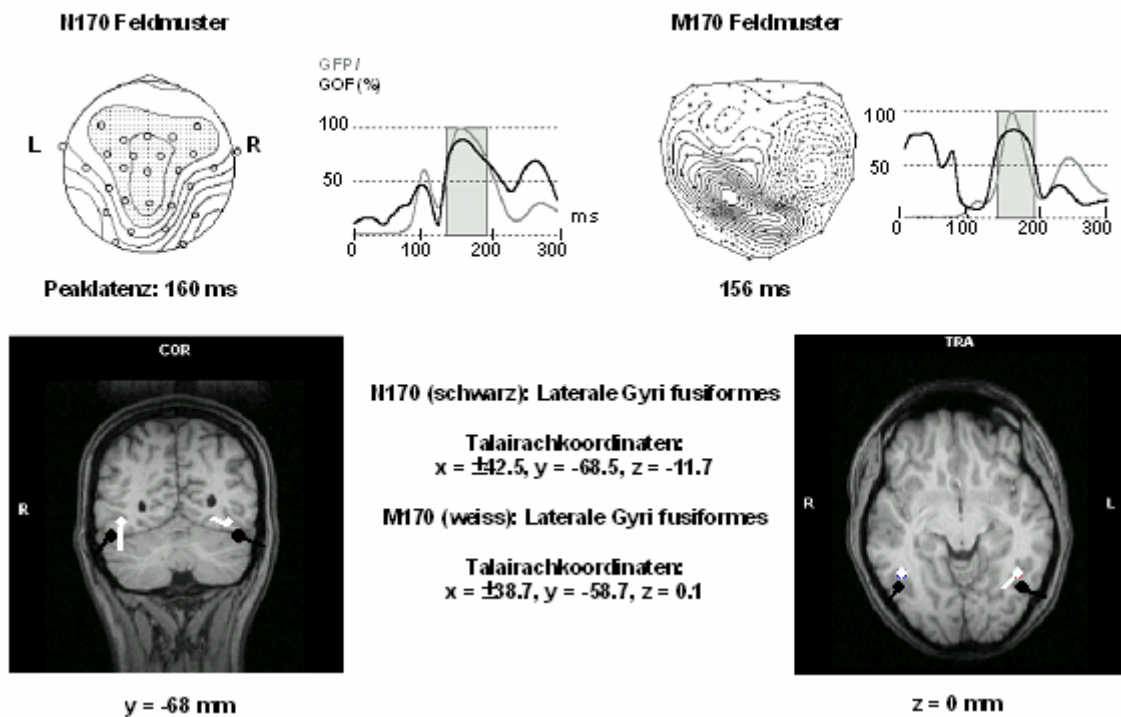 N170 Feldmuster
M170 Feldmuster
GFP /
GOF (%)
L
R
100
50
0
100
200
300
ms
100
50
0
100
200
300
Peaklatenz: 160 ms
156 ms
COR
R
y = -68 mm
N170 (schwarz): Laterale Gyri fusiformes
Talairachkoordinaten:
x = ±42.5, y = -68.5, z = -11.7
M170 (weiss): Laterale Gyri fusiformes
Talairachkoordinaten:
x = ±38.7, y = -58.7, z = 0.1
TRA
R
L
z = 0 mm